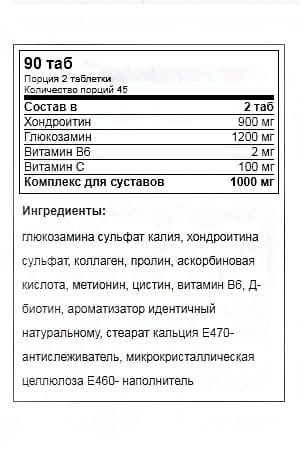 90 таб
Порция 2 таблетки
Количество порций 45
Состав в 2 таб
Хондроитин 900 мг
Глюкозамин 1200 мг
Витамин B6 2 мг
Витамин C 100 мг
Комплекс для суставов 1000 мг
Ингредиенты:
глюкозамина сульфат калия, хондроитина
сульфат, коллаген, пролин, аскорбиновая
кислота, метионин, цистин, витамин B6, Д-
биотин, ароматизатор идентичный
натуральному, стеарат кальция E470-
антислеживатель, микрокристаллическая
целлюлоза E460- наполнитель